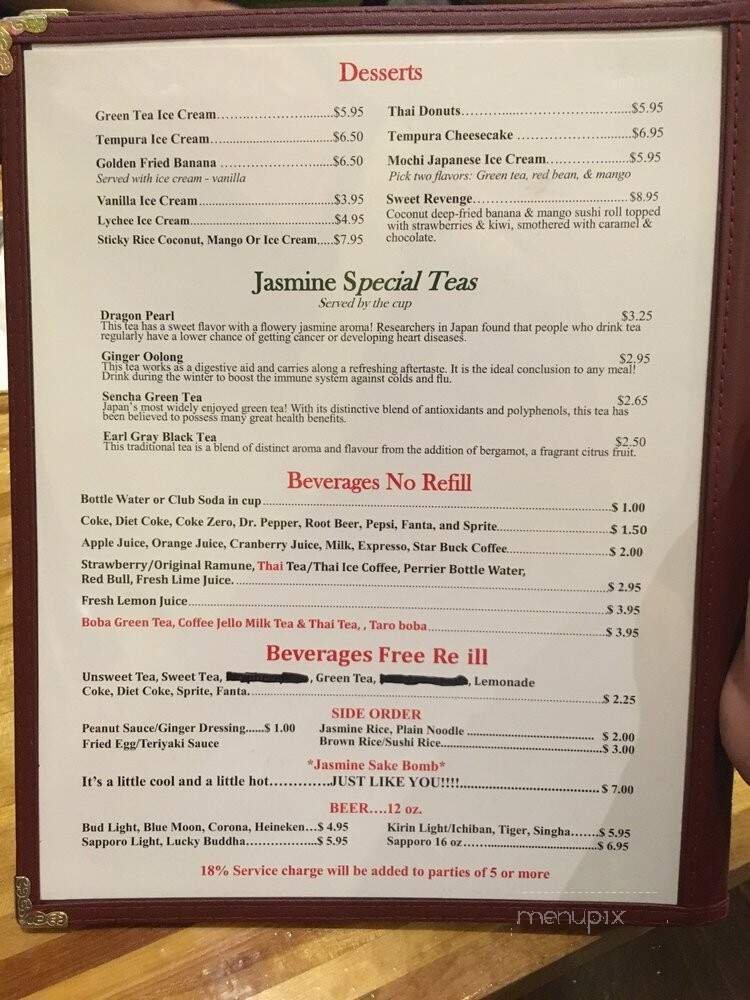 Desserts
Green Tea Ice Cream.....................$5.95
Tempura Ice Cream......................$6.50
Golden Fried Banana ....................$6.50
Served with ice cream - vanilla
Vanilla Ice Cream........................$3.95
Lychee Ice Cream.........................$4.95
Sticky Rice Coconut, Mango Or Ice Cream.....$7.95
Thai Donuts..............................$5.95
Tempura Cheesecake .....................$6.95
Mochi Japanese Ice Cream.................$5.95
Pick two flavors: Green tea, red bean, & mango
Sweet Revenge............................$8.95
Coconut deep-fried banana & mango sushi roll topped
with strawberries & kiwi, smothered with caramel &
chocolate.
Jasmine Special Teas
Served by the cup
Dragon Pearl $3.25
This tea has a sweet flavor with a flowery jasmine aroma! Researchers in Japan found that people who drink tea
regularly have a lower chance of getting cancer or developing heart diseases.
Ginger Oolong $2.95
This tea works as a digestive aid and carries along a refreshing aftertaste. It is the ideal conclusion to any meal!
Drink during the winter to boost the immune system against colds and flu.
Sencha Green Tea $2.65
Japan's most widely enjoyed green tea! With its distinctive blend of antioxidants and polyphenols, this tea has
been believed to possess many great health benefits.
Earl Gray Black Tea $2.50
This traditional tea is a blend of distinct aroma and flavour from the addition of bergamot, a fragrant citrus fruit.
Beverages No Refill
Bottle Water or Club Soda in cup..............................$ 1.00
Coke, Diet Coke, Coke Zero, Dr. Pepper, Root Beer, Pepsi, Fanta, and Sprite..............$ 1.50
Apple Juice, Orange Juice, Cranberry Juice, Milk, Expresso, Star Buck Coffee..............$ 2.00
Strawberry/Original Ramune, Thai Tea/Thai Ice Coffee, Perrier Bottle Water,
Red Bull, Fresh Lime Juice...............................$ 2.95
Fresh Lemon Juice..............................$ 3.95
Boba Green Tea, Coffee Jello Milk Tea & Thai Tea, , Taro boba..............................$ 3.95
Beverages Free Re ill
Unsweet Tea, Sweet Tea, , Green Tea, , Lemonade
Coke, Diet Coke, Sprite, Fanta...............................$ 2.25
SIDE ORDER
Peanut Sauce/Ginger Dressing......$ 1.00
Fried Egg/Teriyaki Sauce
Jasmine Rice, Plain Noodle .............................. $ 2.00
Brown Rice/Sushi Rice..............................$ 3.00
*Jasmine Sake Bomb*
It's a little cool and a little hot.............JUST LIKE YOU!!!!.............................. $ 7.00
BEER....12 oz.
Bud Light, Blue Moon, Corona, Heineken...$ 4.95
Sapporo Light, Lucky Buddha..................$ 5.95
Kirin Light/Ichiban, Tiger, Singha.......$ 5.95
Sapporo 16 oz..............................$ 6.95
18% Service charge will be added to parties of 5 or more
menupix